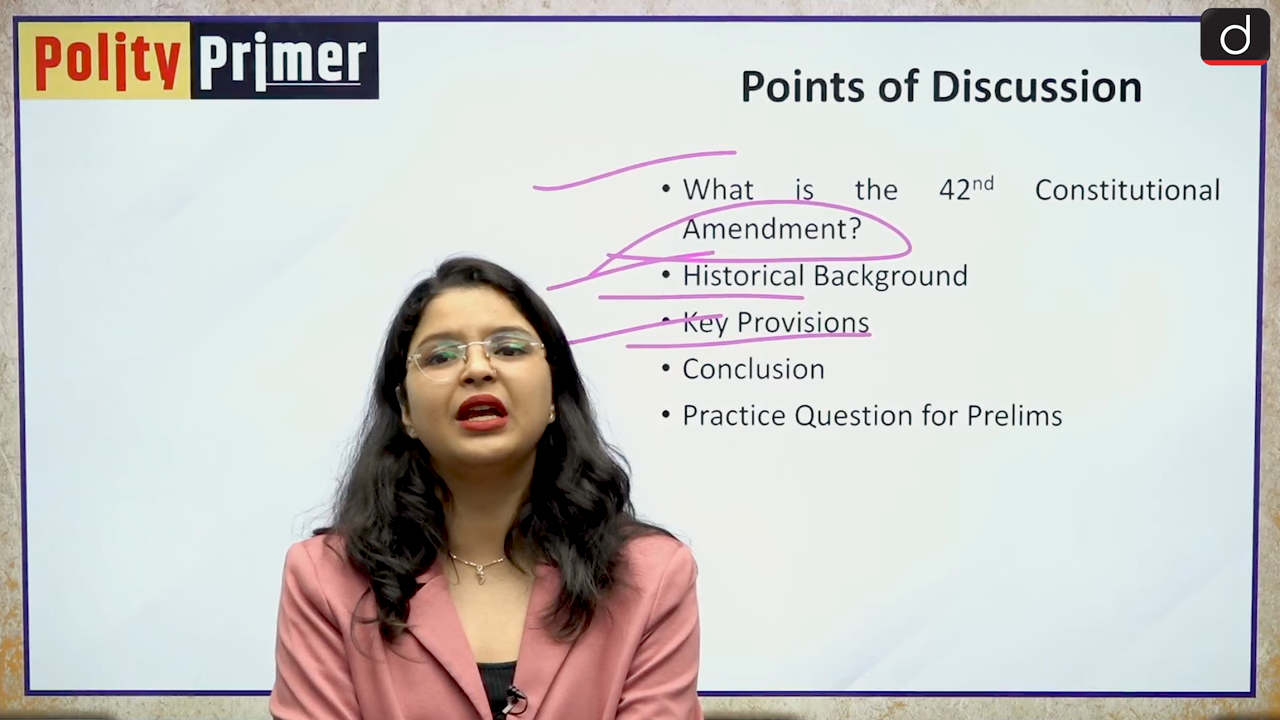 Polity Primer
d
Points of Discussion
• What is the 42nd Constitutional
Amendment?
• Historical Background
• Key Provisions
• Conclusion
• Practice Question for Prelims